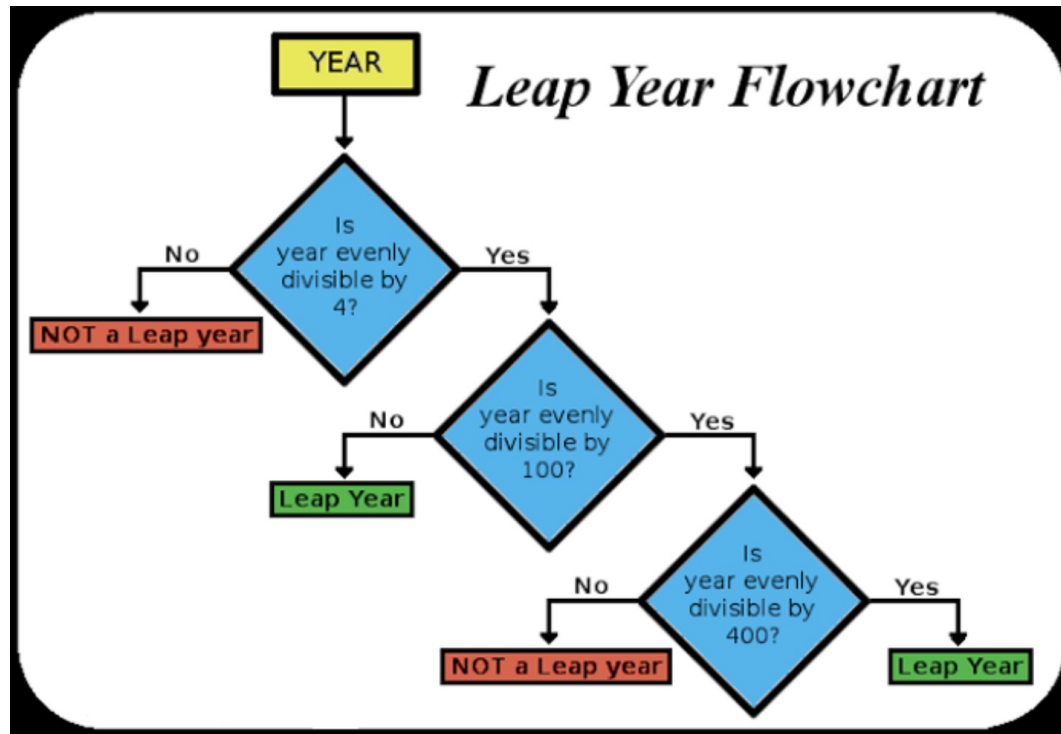 YEAR
Leap Year Flowchart
Is
year evenly
divisible by
4?
No
Yes
NOT a Leap year
Is
year evenly
divisible by
100?
No
Yes
Leap Year
Is
year evenly
divisible by
400?
No
Yes
NOT a Leap year
Leap Year